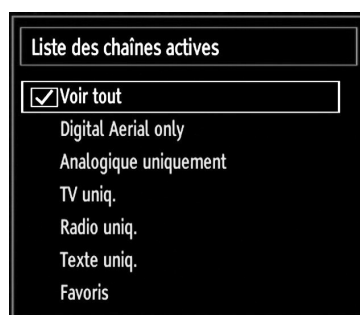 Liste des chaînes actives
Voir tout
Digital Aerial only
Analogique uniquement
TV uniq.
Radio uniq.
Texte uniq.
Favoris